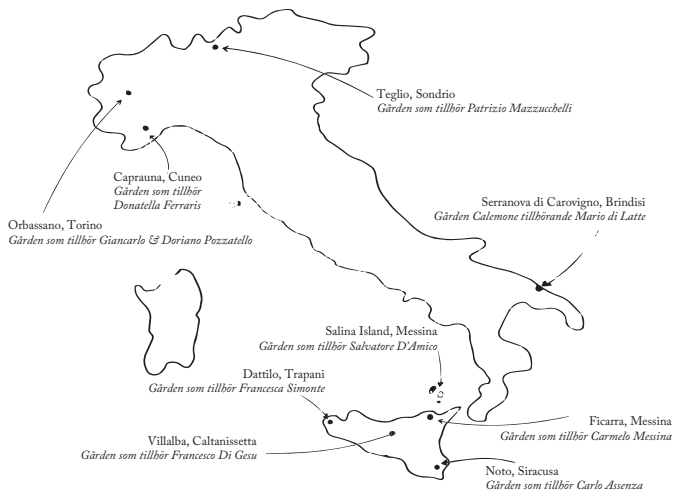 Teglio, Sondrio
Gården som tillhör Patrizio Mazzucchelli
Caprauna, Cuneo
Gården som tillhör
Donatella Ferraris
Serranova di Carovigno, Brindisi
Gården Calemone tillhörande Mario di Latte
Orbassano, Torino
Gården som tillhör Giancarlo & Doriano Pozzatello
Salina Island, Messina
Gården som tillhör Salvatore D'Amico
Dattilo, Trapani
Gården som tillhör Francesca Simonte
Ficarra, Messina
Gården som tillhör Carmelo Messina
Villalba, Caltanissetta
Gården som tillhör Francesco Di Gesu
Noto, Siracusa
Gården som tillhör Carlo Assenza